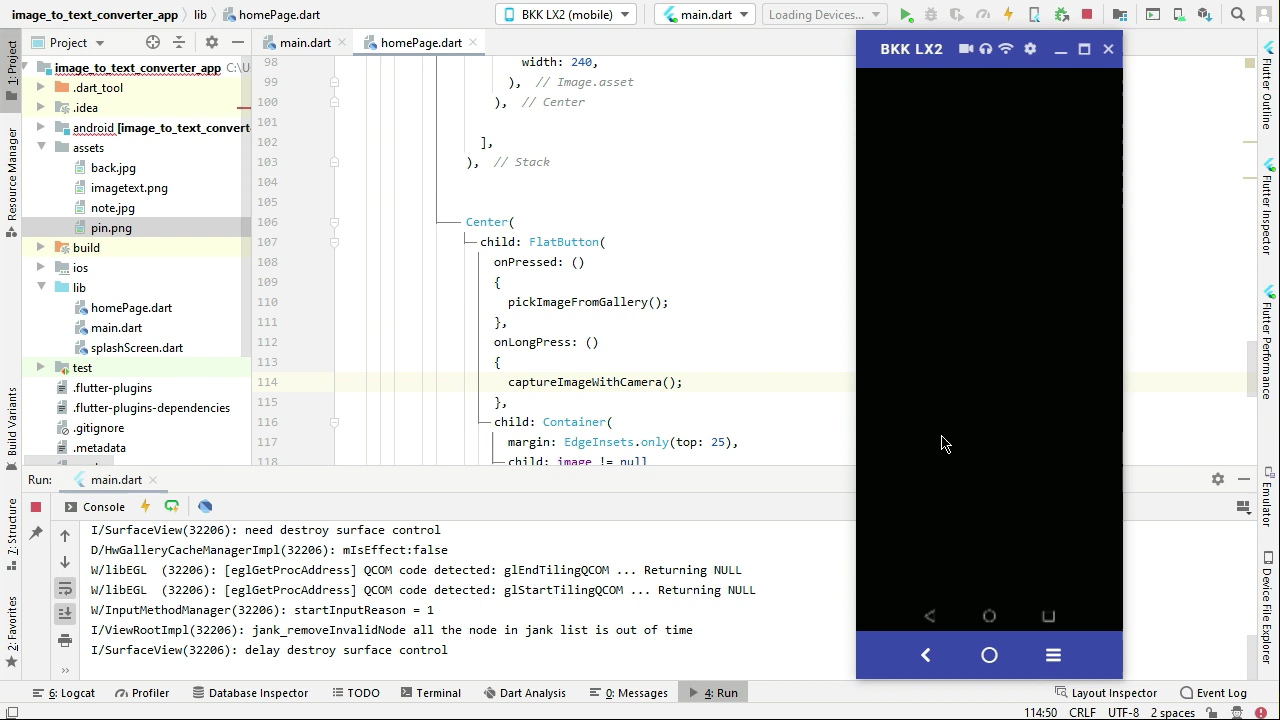 image_to_text_converter_app lib homePage.dart BKK LX2 (mobile) main.dart Loading Devices...
1: Project
Resource Manager
Build Variants
7: Structure
2: Favorites
Project
image_to_text_converter_app C:\U
.dart_tool
.idea
android [image_to_text_convert
assets
back.jpg
imagetext.png
note.jpg
pin.png
build
ios
lib
homePage.dart
main.dart
splashScreen.dart
test
.flutter-plugins
.flutter-plugins-dependencies
.gitignore
.metadata
main.dart homePage.dart
98 width: 240,
99 ), // Image.asset
100 ), // Center
101
102 ],
103 ), // Stack
104
105
106 Center(
107 child: FlatButton(
108 onPressed: ()
109 {
110 pickImageFromGallery();
111 },
112 onLongPress: ()
113 {
114 captureImageWithCamera();
115 },
116 child: Container(
117 margin: EdgeInsets.only(top: 25),
118 child: image != null
BKK LX2
Flutter Outline
Flutter Inspector
Flutter Performance
Emulator
Device File Explorer
Run: main.dart
Console
I/SurfaceView(32206): need destroy surface control
D/HwGalleryCacheManagerImpl(32206): mIsEffect:false
W/libEGL (32206): [eglGetProcAddress] QCOM code detected: glEndTilingQCOM ... Returning NULL
W/libEGL (32206): [eglGetProcAddress] QCOM code detected: glStartTilingQCOM ... Returning NULL
W/InputMethodManager(32206): startInputReason = 1
I/ViewRootImpl(32206): jank_removeInvalidNode all the node in jank list is out of time
I/SurfaceView(32206): delay destroy surface control
6: Logcat Profiler Database Inspector TODO Terminal Dart Analysis 0: Messages 4: Run Layout Inspector Event Log
114:50 CRLF UTF-8 2 spaces